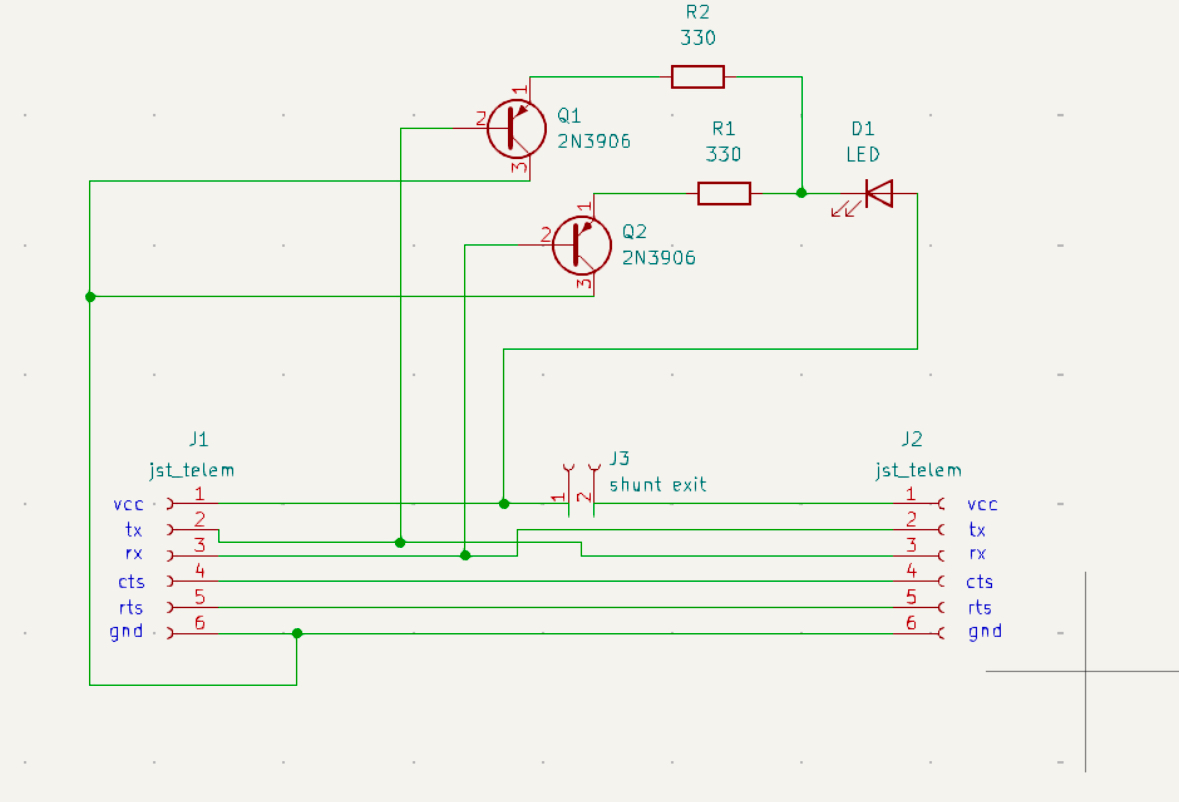 R2
330
1
2
Q1
2N3906
3
R1
330
D1
LED
1
2
Q2
2N3906
3
J1
jst_telem
vcc 1
tx 2
rx 3
cts 4
rts 5
gnd 6
J3
shunt exit
1 2
J2
jst_telem
1 vcc
2 tx
3 rx
4 cts
5 rts
6 gnd